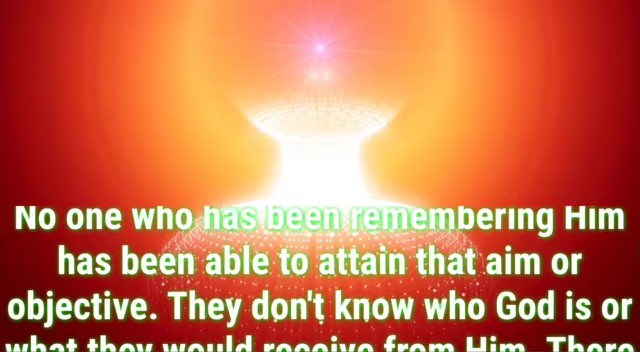 No one who has been remembering Him
has been able to attain that aim or
objective. They don't know who God is or
what they would receive from Him. There